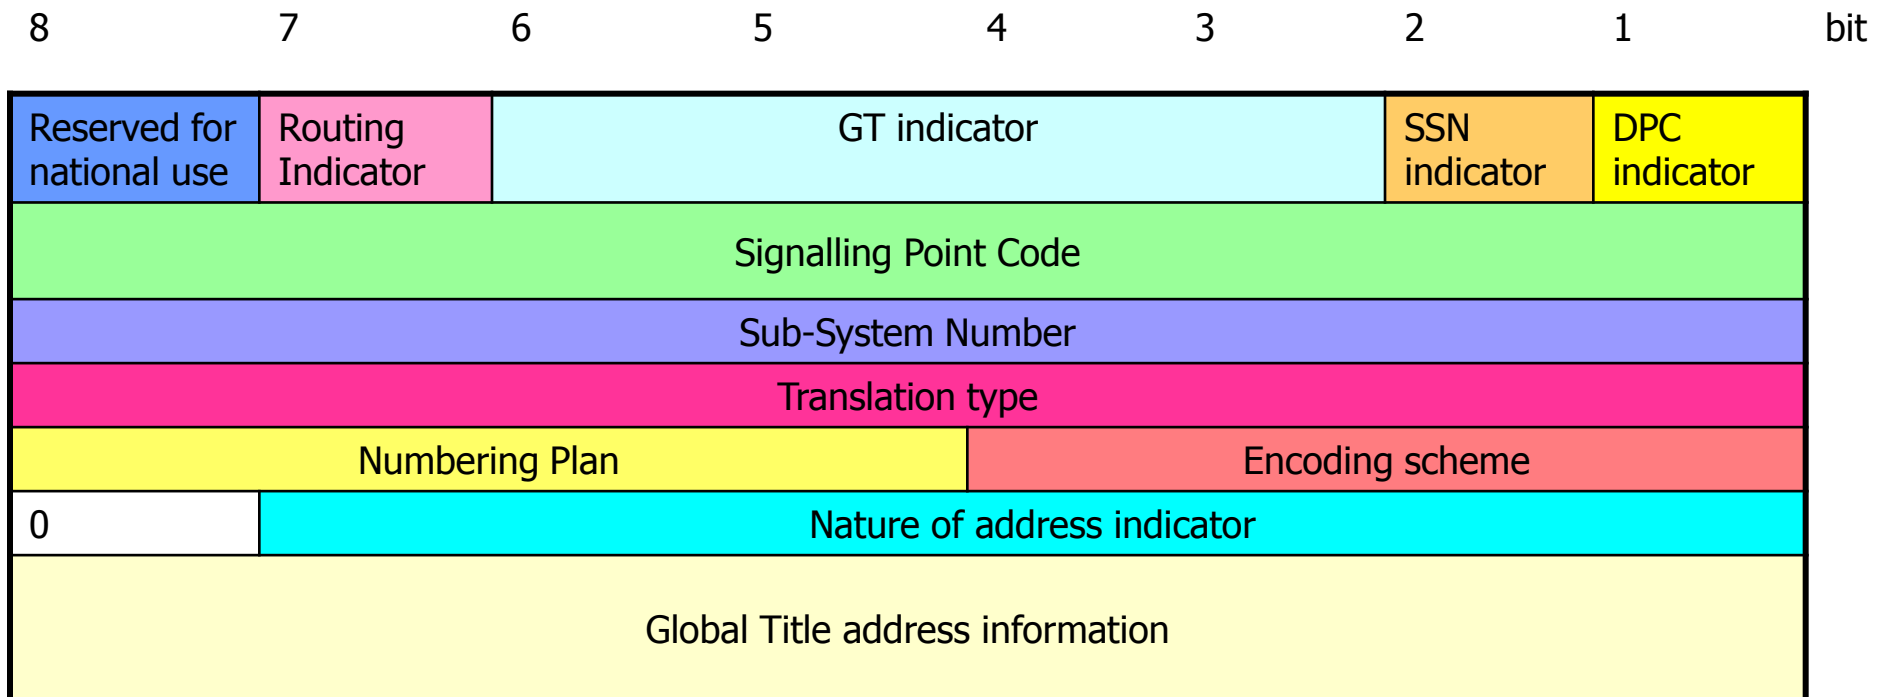 8 7 6 5 4 3 2 1 bit
Reserved for national use
Routing Indicator
GT indicator
SSN indicator
DPC indicator
Signalling Point Code
Sub-System Number
Translation type
Numbering Plan
Encoding scheme
0
Nature of address indicator
Global Title address information